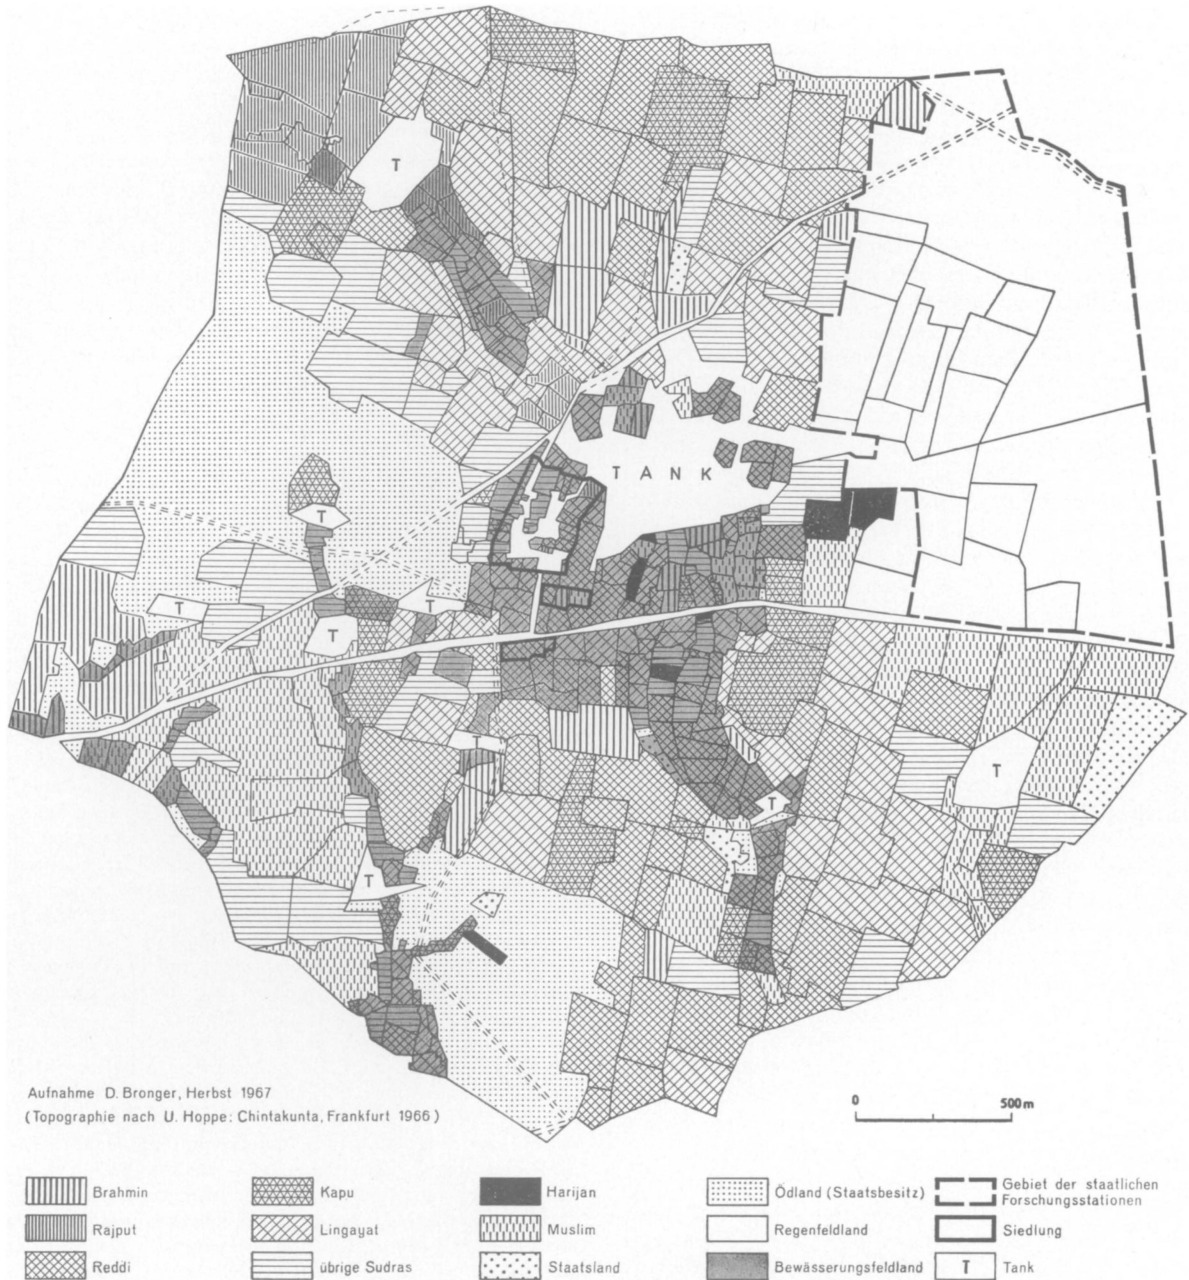 T
TANK
T
T
T
T
T
T
T
T
Aufnahme D. Bronger, Herbst 1967
(Topographie nach U. Hoppe: Chintakunta, Frankfurt 1966)
0 500 m
Brahmin
Kapu
Harijan
Ödland (Staatsbesitz)
Gebiet der staatlichen
Forschungsstationen
Rajput
Lingayat
Muslim
Regenfeldland
Siedlung
Reddi
übrige Sudras
Staatsland
Bewässerungsfeldland
T
Tank